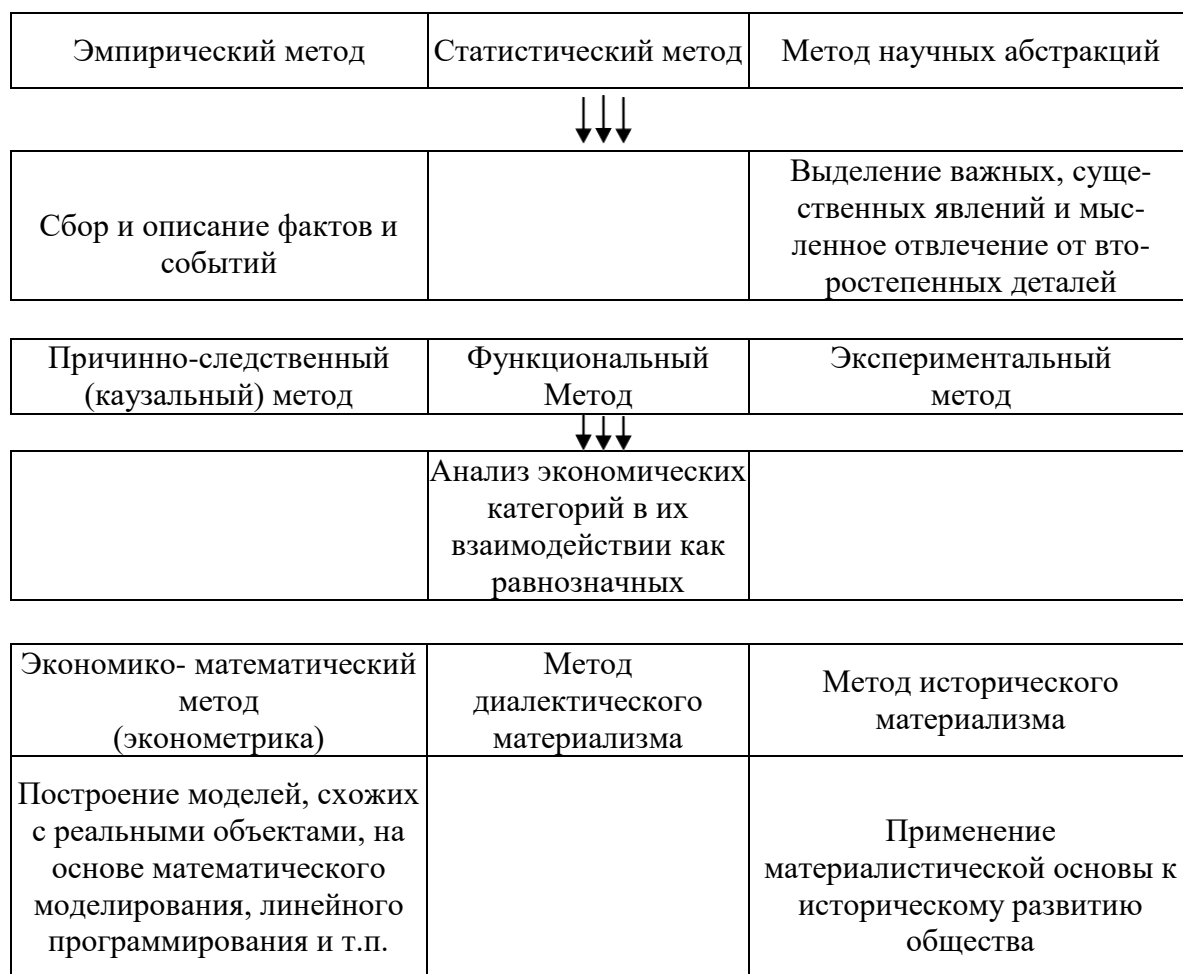 Эмпирический метод
Статистический метод
Метод научных абстракций
Сбор и описание фактов и
событий
Выделение важных, суще-
ственных явлений и мыс-
ленное отвлечение от вто-
ростепенных деталей
Причинно-следственный
(каузальный) метод
Функциональный
Метод
Экспериментальный
метод
Анализ экономических
категорий в их
взаимодействии как
равнозначных
Экономико- математический
метод
(эконометрика)
Метод
диалектического
материализма
Метод исторического
материализма
Построение моделей, схожих
с реальными объектами, на
основе математического
моделирования, линейного
программирования и т.п.
Применение
материалистической основы к
историческому развитию
общества